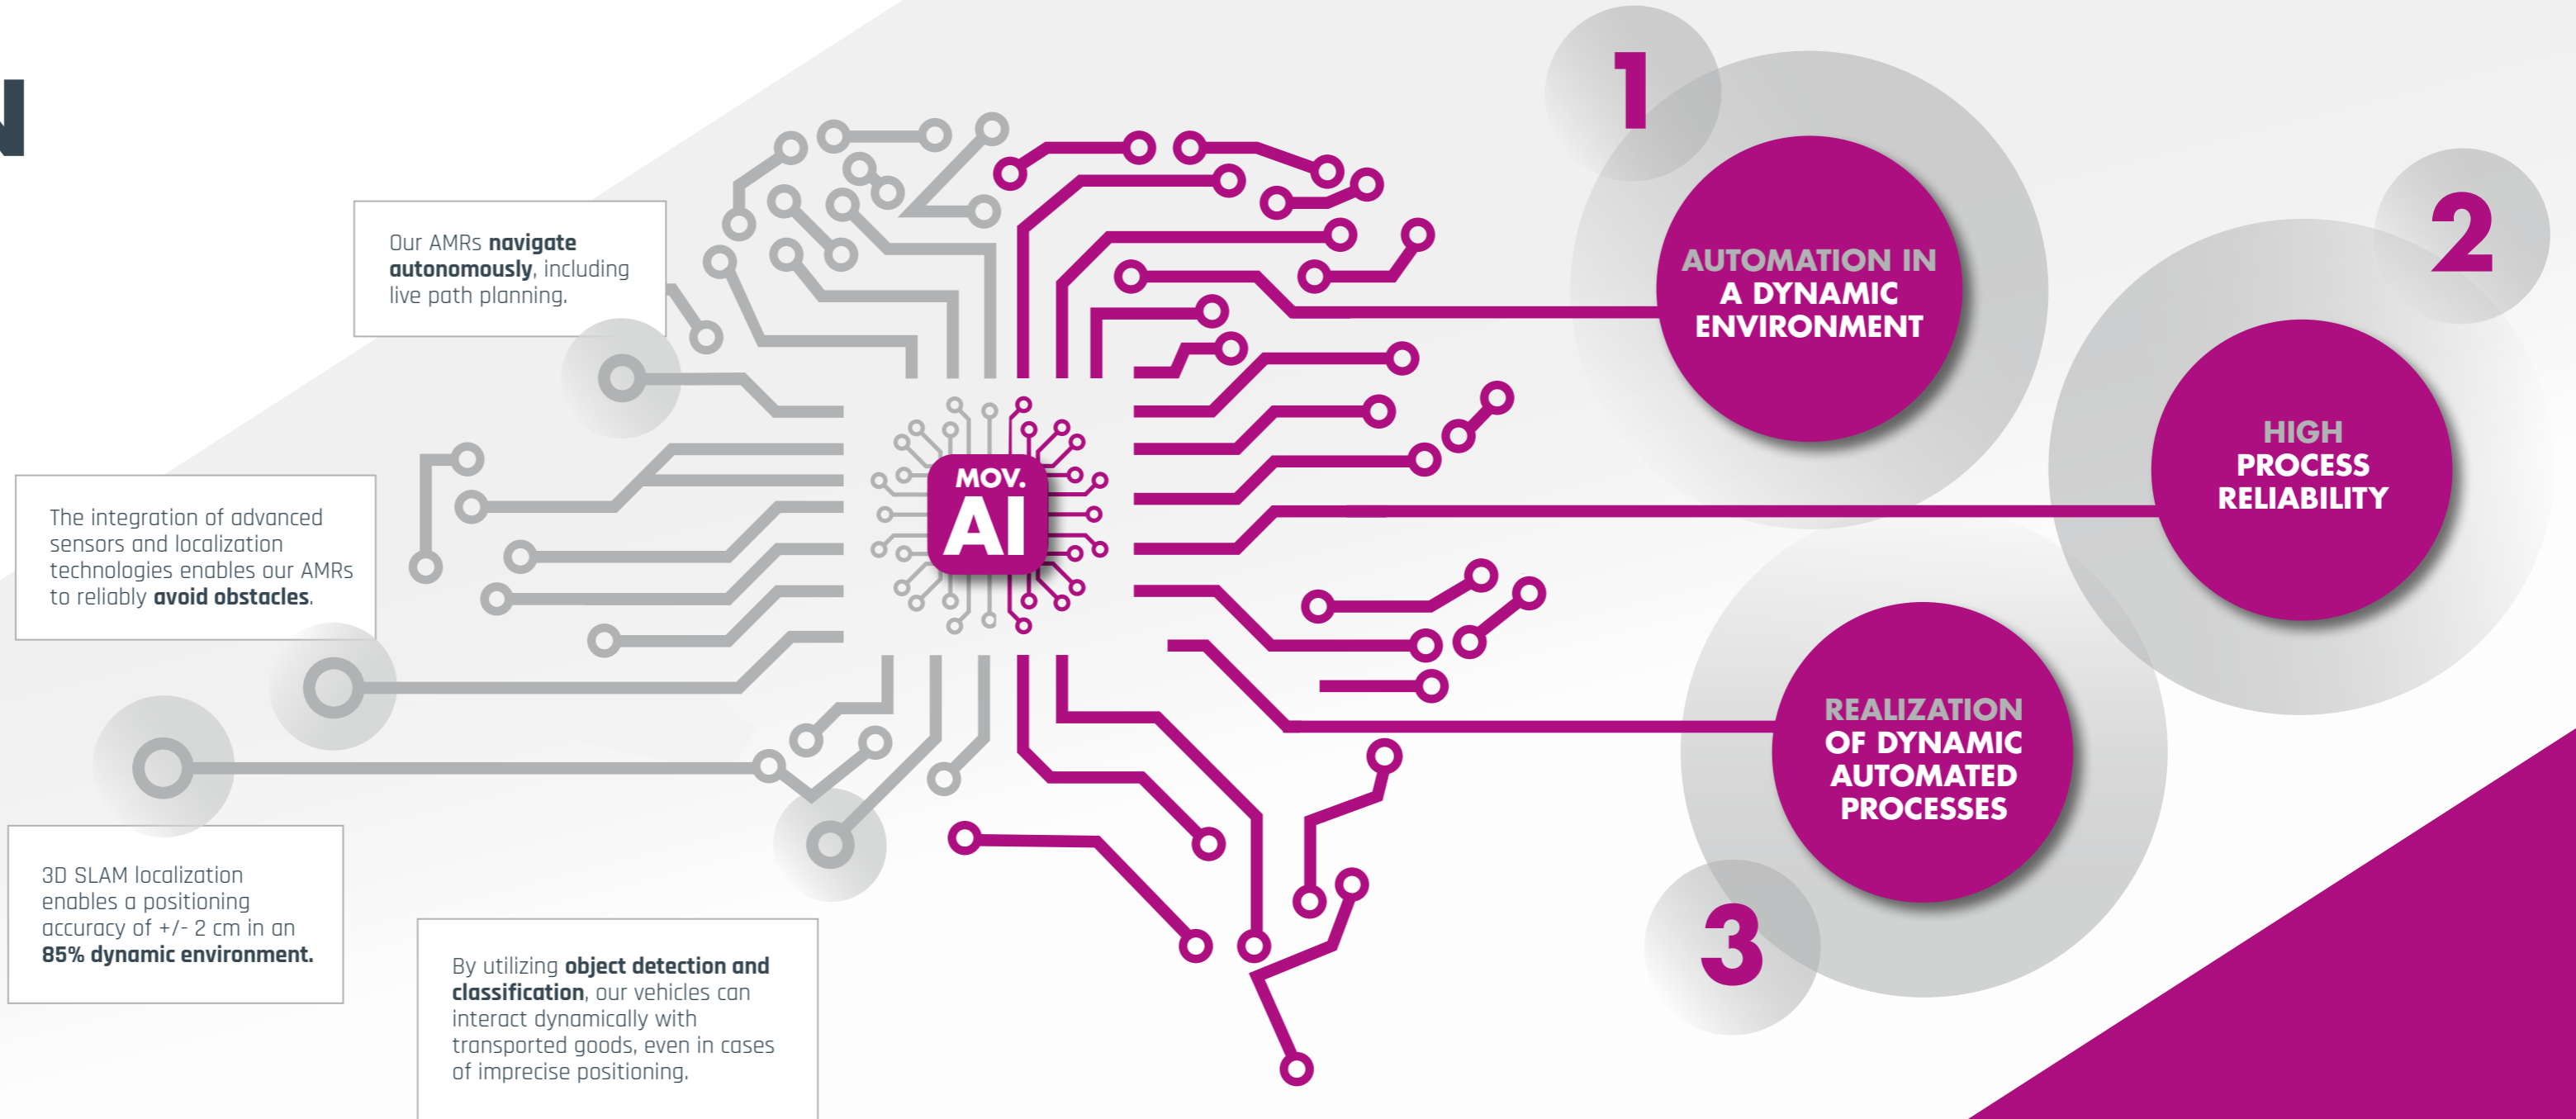 N
Our AMRs navigate
autonomously, including
live path planning.
The integration of advanced
sensors and localization
technologies enables our AMRs
to reliably avoid obstacles.
3D SLAM localization
enables a positioning
accuracy of +/- 2 cm in an
85% dynamic environment.
By utilizing object detection and
classification, our vehicles can
interact dynamically with
transported goods, even in cases
of imprecise positioning.
MOV.
AI
1
AUTOMATION IN
A DYNAMIC
ENVIRONMENT
2
HIGH
PROCESS
RELIABILITY
3
REALIZATION
OF DYNAMIC
AUTOMATED
PROCESSES